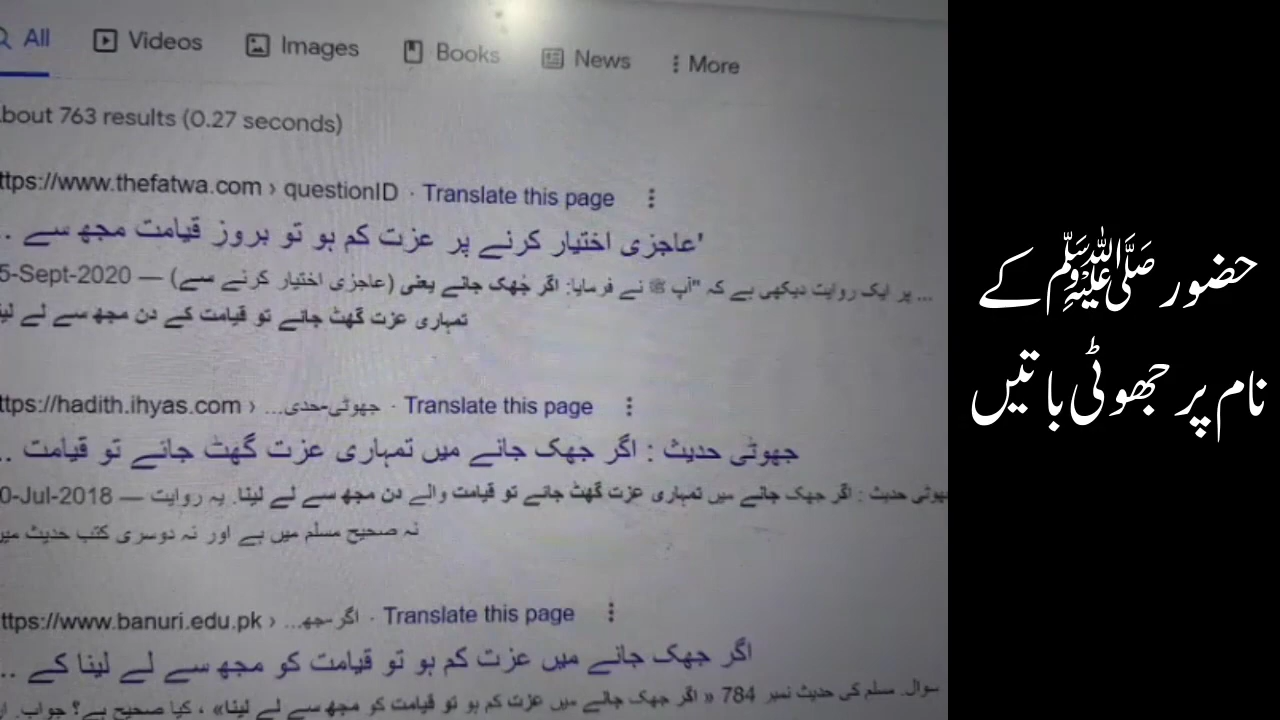 All Videos Images Books News More
bout 763 results (0.27 seconds)
ttps://www.thefatwa.com › questionID · Translate this page
'عاجزی اختیار کرنے پر عزت کم ہو تو بروز قیامت مجھ سے ..
5-Sept-2020 — ... پر ایک روایت دیکھی ہے کہ "آپ ﷺ نے فرمایا: اگر جُھک جانے یعنی (عاجزی اختیار کرنے سے)
تمہاری عزت گھٹ جائے تو قیامت کے دن مجھ سے لے لینا
ttps://hadith.ihyas.com › جھوٹی-حدی... · Translate this page
جھوٹی حدیث : اگر جھک جانے میں تمہاری عزت گھٹ جائے تو قیامت ..
0-Jul-2018 — جھوٹی حدیث : اگر جھک جانے میں تمہاری عزت گھٹ جائے تو قیامت والے دن مجھ سے لے لینا. یہ روایت
نہ صحیح مسلم میں ہے اور نہ دوسری کتب حدیث میں
ttps://www.banuri.edu.pk › اگر-جھ... · Translate this page
اگر جھک جانے میں عزت کم ہو تو قیامت کو مجھ سے لے لینا کے ..
سوال. مسلم کی حدیث نمبر 784 « اگر جھک جانے میں عزت کم ہو تو قیامت کو مجھ سے لے لینا» ، کیا صحیح ہے؟ جواب.
حضور ﷺ کے
نام پر جھوٹی باتیں